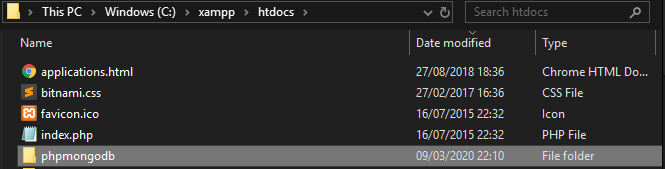 This PC > Windows (C:) > xampp > htdocs
Search htdocs
Name Date modified Type
applications.html 27/08/2018 18:36 Chrome HTML Do...
bitnami.css 27/02/2017 16:36 CSS File
favicon.ico 16/07/2015 22:32 Icon
index.php 16/07/2015 22:32 PHP File
phpmongodb 09/03/2020 22:10 File folder